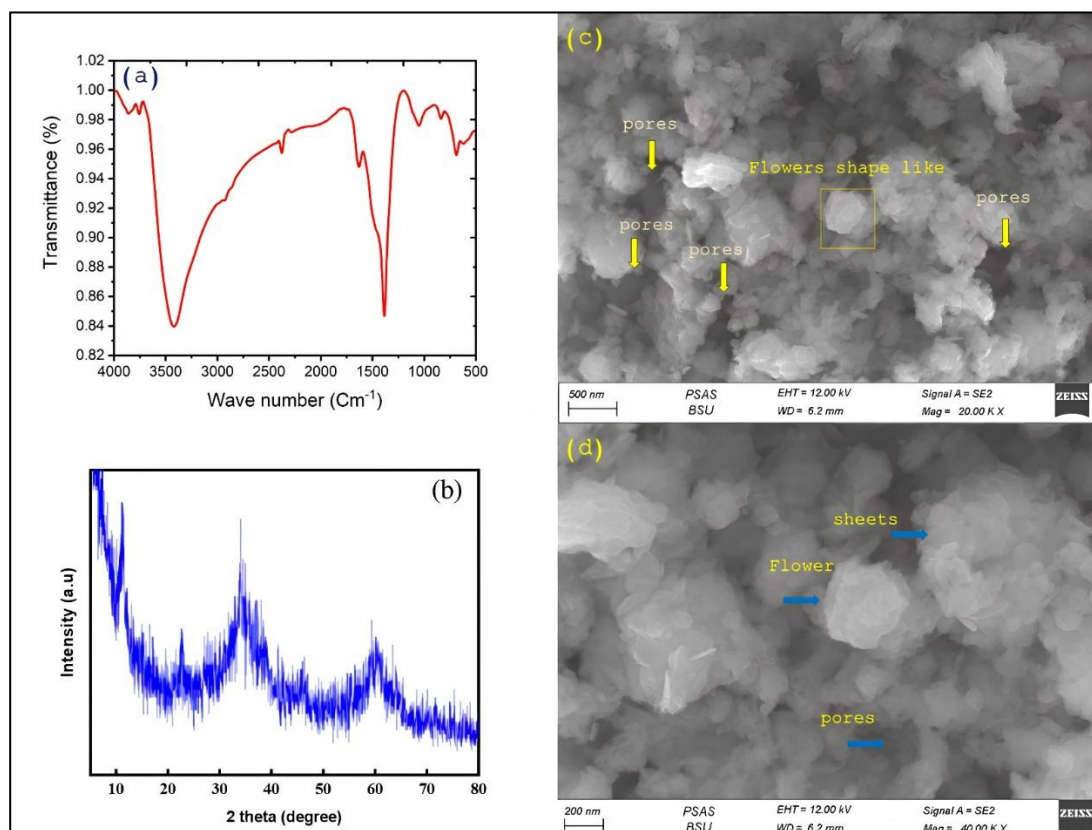 (a)
1.02
1.00
0.98
0.96
0.94
0.92
0.90
0.88
0.86
0.84
0.82
Transmittance (%)
4000 3500 3000 2500 2000 1500 1000 500
Wave number (Cm⁻¹)
(b)
Intensity (a.u)
10 20 30 40 50 60 70 80
2 theta (degree)
(c)
pores
Flowers shape like
pores
pores
pores
500 nm
PSAS
BSU
EHT = 12.00 kV
WD = 6.2 mm
Signal A = SE2
Mag = 20.00 K X
ZEISS
(d)
sheets
Flower
pores
200 nm
PSAS
BSU
EHT = 12.00 kV
WD = 6.2 mm
Signal A = SE2
Mag = 40.00 K X
ZEISS